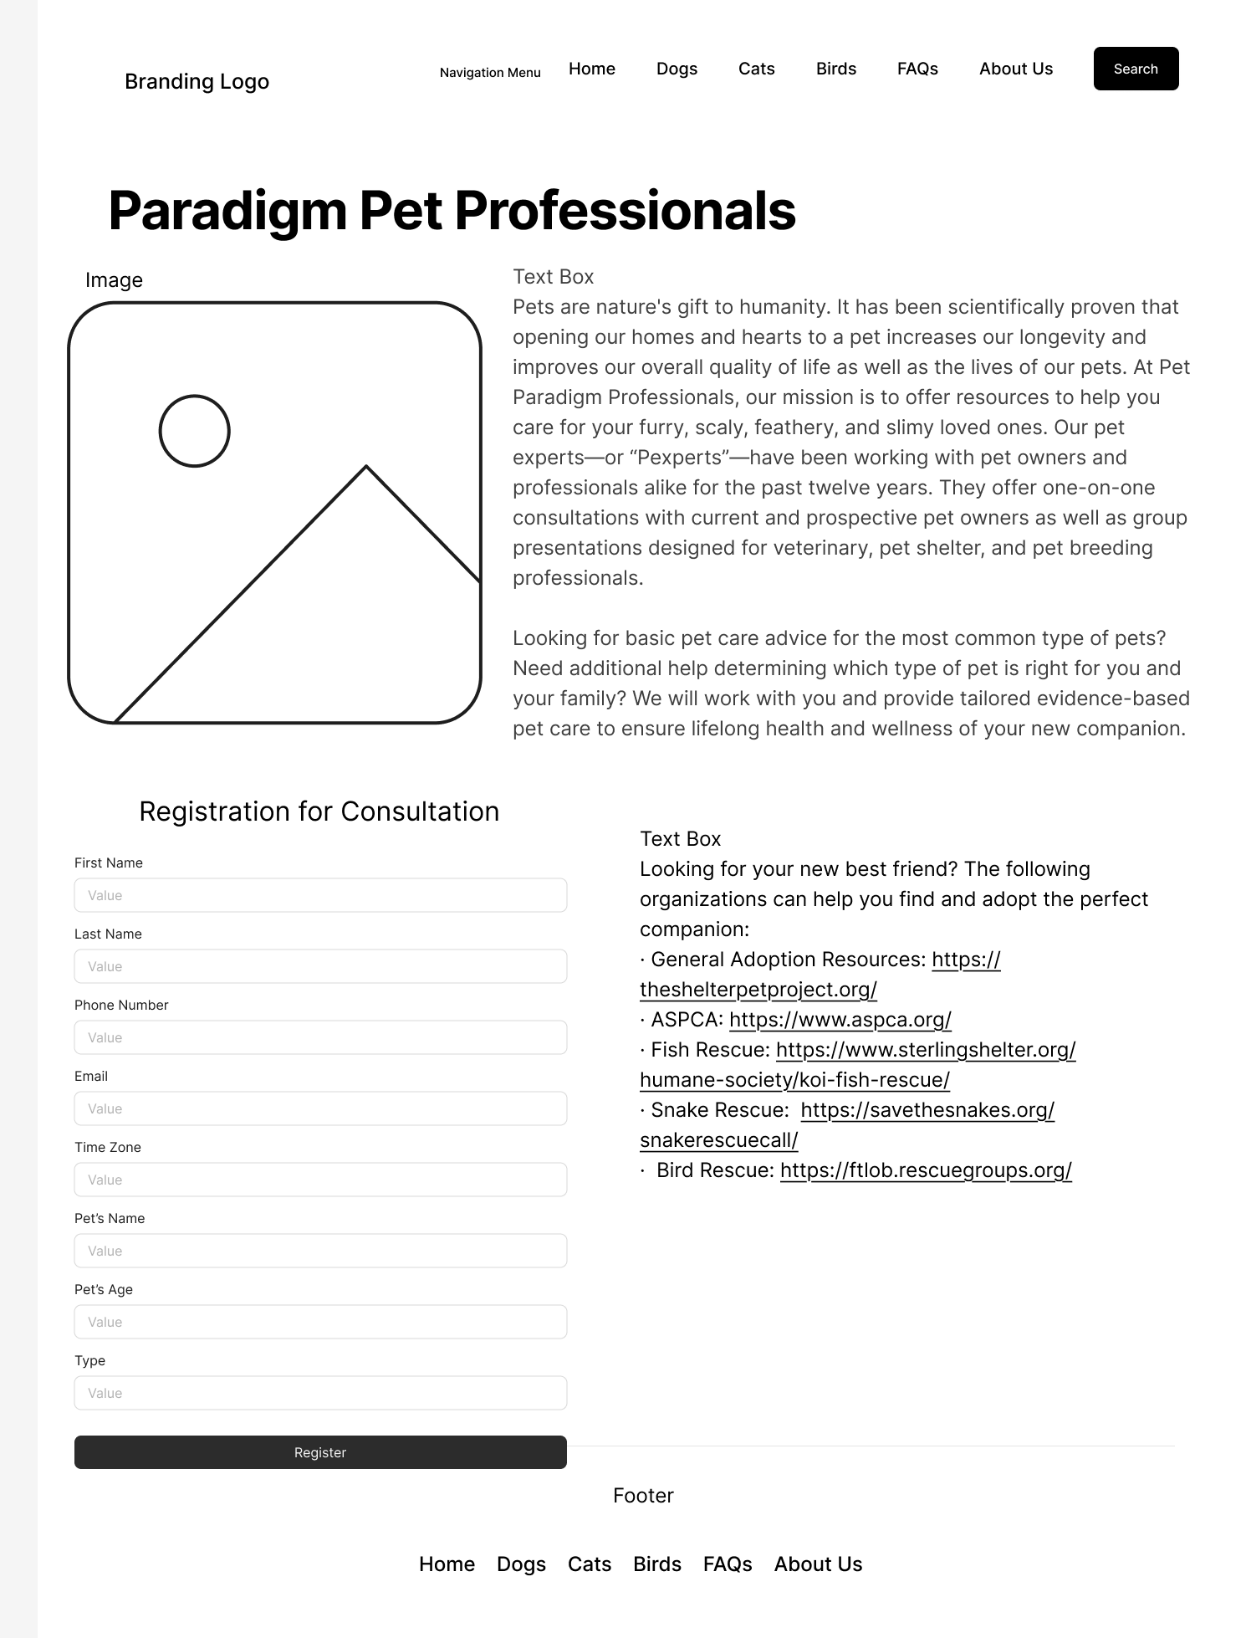 Branding Logo
Navigation Menu
Home
Dogs
Cats
Birds
FAQs
About Us
Search
Paradigm Pet Professionals
Image
Text Box
Pets are nature's gift to humanity. It has been scientifically proven that
opening our homes and hearts to a pet increases our longevity and
improves our overall quality of life as well as the lives of our pets. At Pet
Paradigm Professionals, our mission is to offer resources to help you
care for your furry, scaly, feathery, and slimy loved ones. Our pet
experts—or “Pexperts”—have been working with pet owners and
professionals alike for the past twelve years. They offer one-on-one
consultations with current and prospective pet owners as well as group
presentations designed for veterinary, pet shelter, and pet breeding
professionals.
Looking for basic pet care advice for the most common type of pets?
Need additional help determining which type of pet is right for you and
your family? We will work with you and provide tailored evidence-based
pet care to ensure lifelong health and wellness of your new companion.
Registration for Consultation
First Name
Value
Last Name
Value
Phone Number
Value
Email
Value
Time Zone
Value
Pet’s Name
Value
Pet’s Age
Value
Type
Value
Register
Text Box
Looking for your new best friend? The following
organizations can help you find and adopt the perfect
companion:
· General Adoption Resources: https://
theshelterpetproject.org/
· ASPCA: https://www.aspca.org/
· Fish Rescue: https://www.sterlingshelter.org/
humane-society/koi-fish-rescue/
· Snake Rescue:  https://savethesnakes.org/
snakerescuecall/
·  Bird Rescue: https://ftlob.rescuegroups.org/
Footer
Home
Dogs
Cats
Birds
FAQs
About Us